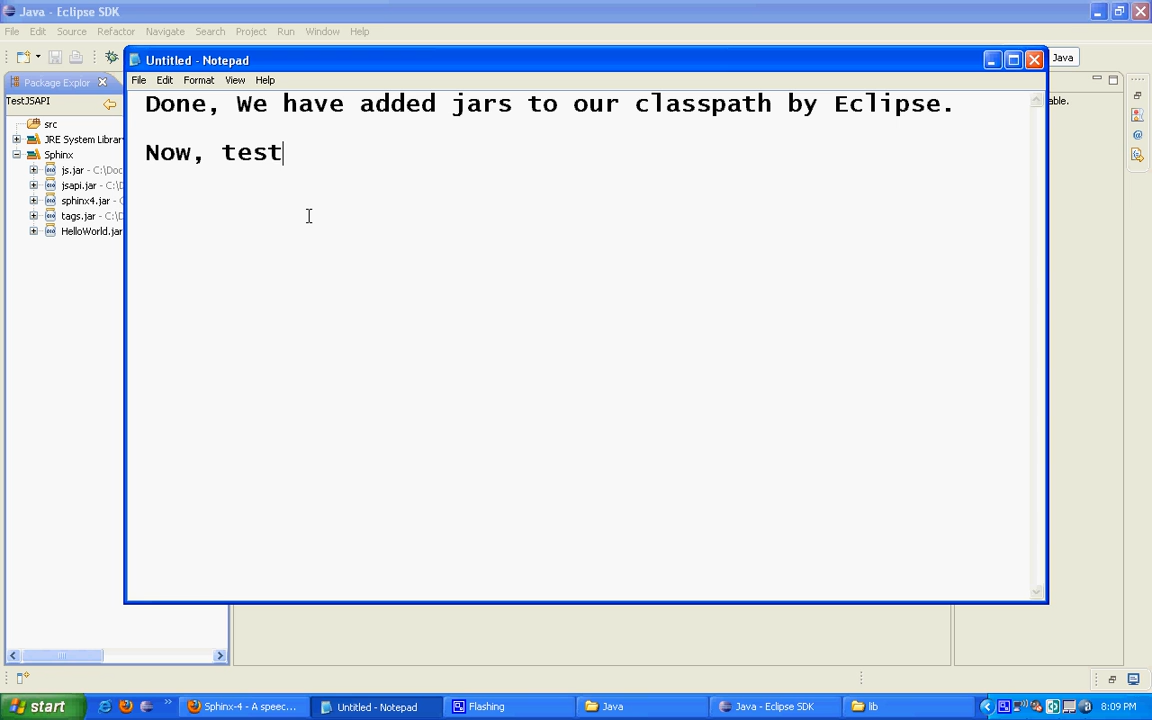 Java - Eclipse SDK
File Edit Source Refactor Navigate Search Project Run Window Help
Java
Package Explor
TestJSAPI
src
JRE System Librar
Sphinx
js.jar - C:\Doc
jsapi.jar - C:\D
sphinx4.jar - C:
tags.jar - C:\D
HelloWorld.jar
able.
Untitled - Notepad
File Edit Format View Help
Done, We have added jars to our classpath by Eclipse.
Now, test
start
Sphinx-4 - A speec...
Untitled - Notepad
Flashing
Java
Java - Eclipse SDK
lib
8:09 PM